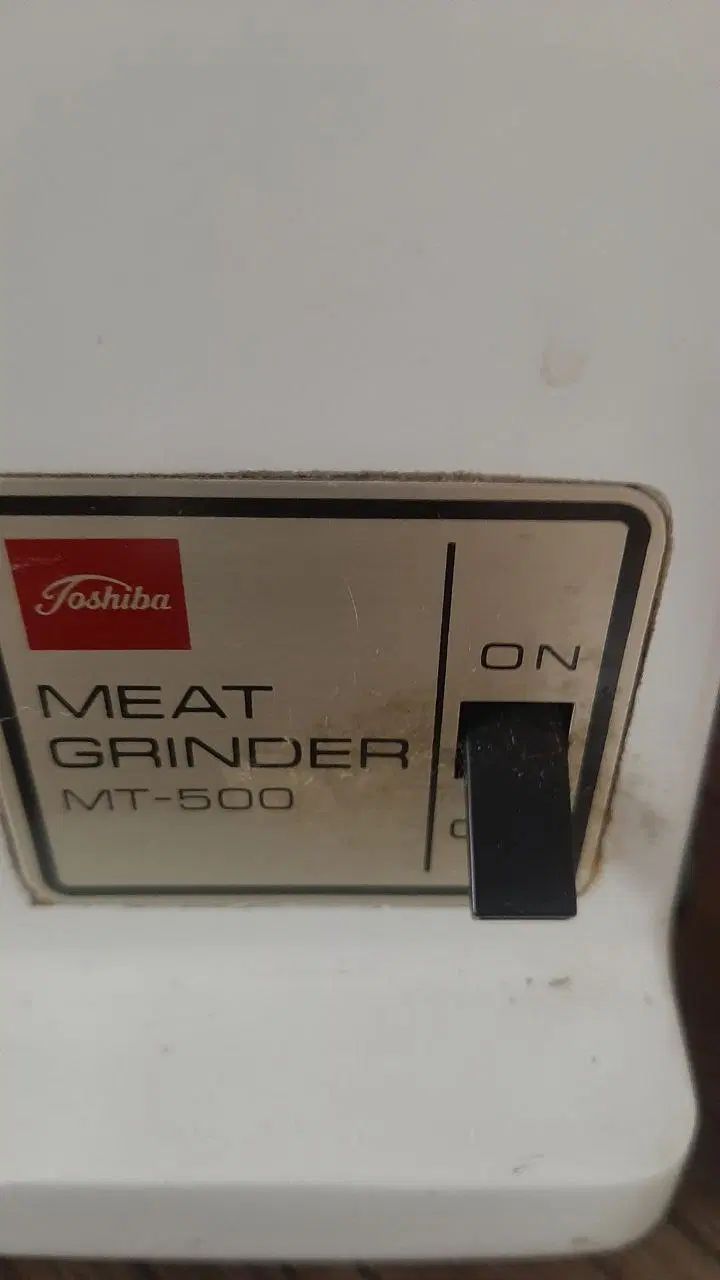 Toshiba
MEAT
GRINDER
MT-500
ON